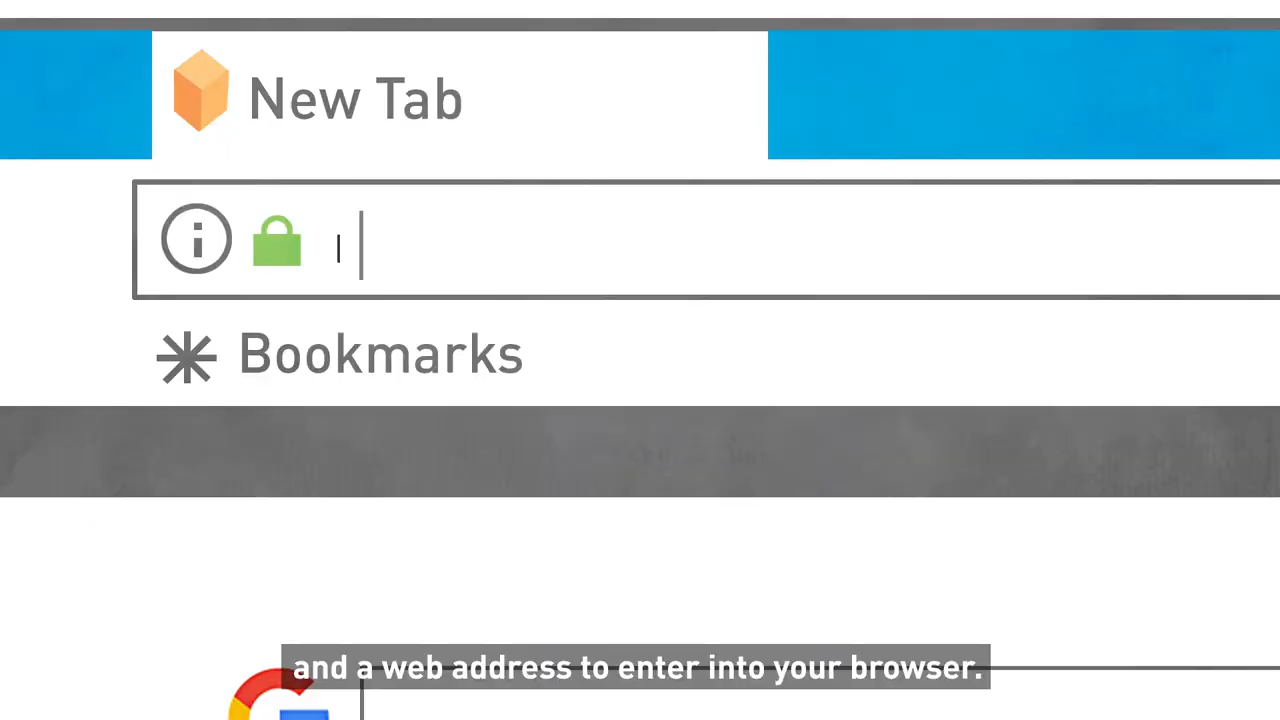 New Tab
Bookmarks
and a web address to enter into your browser.